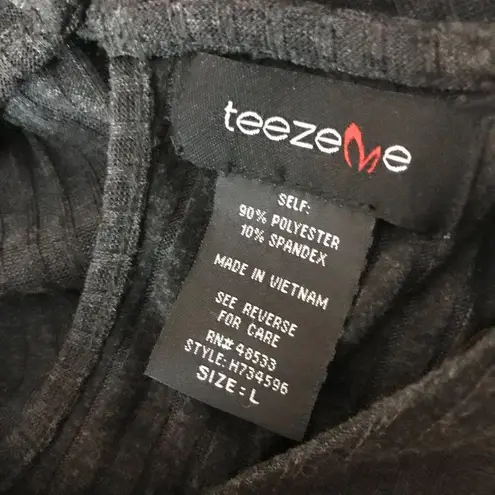 teezeme
SELF:
90% POLYESTER
10% SPANDEX
MADE IN VIETNAM
SEE REVERSE
FOR CARE
RN# 48533
STYLE: H734596
SIZE: L